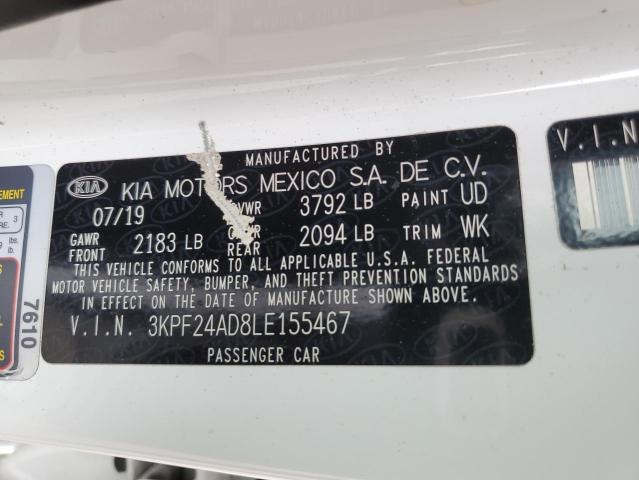 MANUFACTURED BY
KIA KIA MOTORS MEXICO S.A. DE C.V.
07/19 GVWR 3792 LB PAINT UD
GAWR FRONT 2183 LB GAWR REAR 2094 LB TRIM WK
THIS VEHICLE CONFORMS TO ALL APPLICABLE U.S.A. FEDERAL
MOTOR VEHICLE SAFETY, BUMPER, AND THEFT PREVENTION STANDARDS
IN EFFECT ON THE DATE OF MANUFACTURE SHOWN ABOVE.
V.I.N. 3KPF24AD8LE155467
PASSENGER CAR
7610
V.I.N